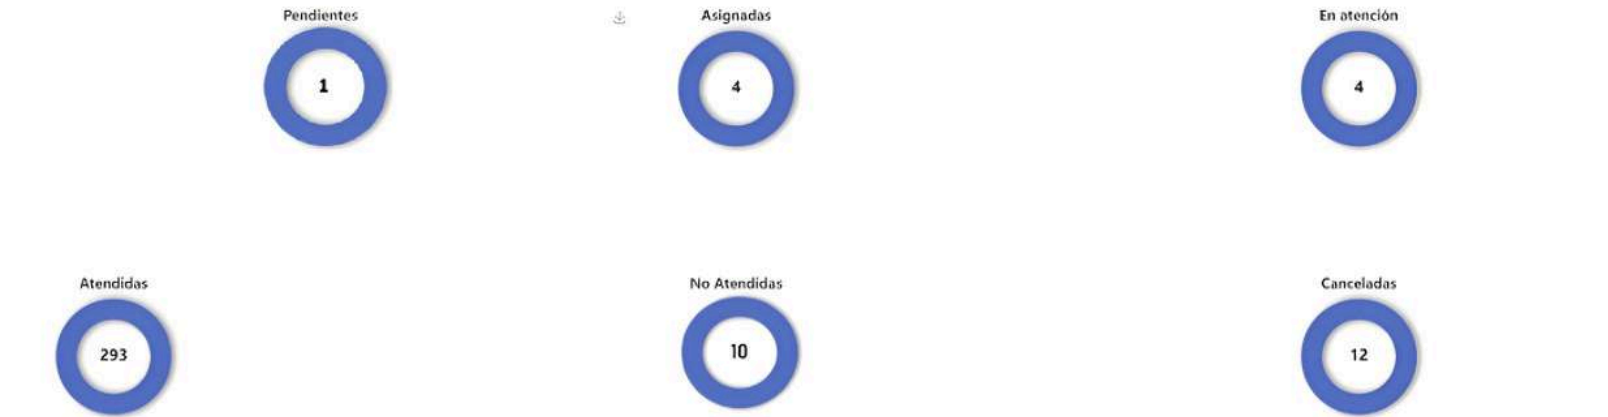 Pendientes
Asignadas
En atención
1
4
4
Atendidas
No Atendidas
Canceladas
293
10
12